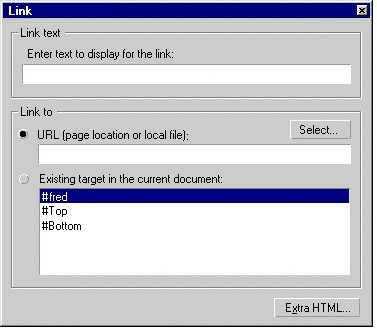 Link
Link text
Enter text to display for the link:
Link to
URL (page location or local file):
Select...
Existing target in the current document:
#fred
#Top
#Bottom
Extra HTML...